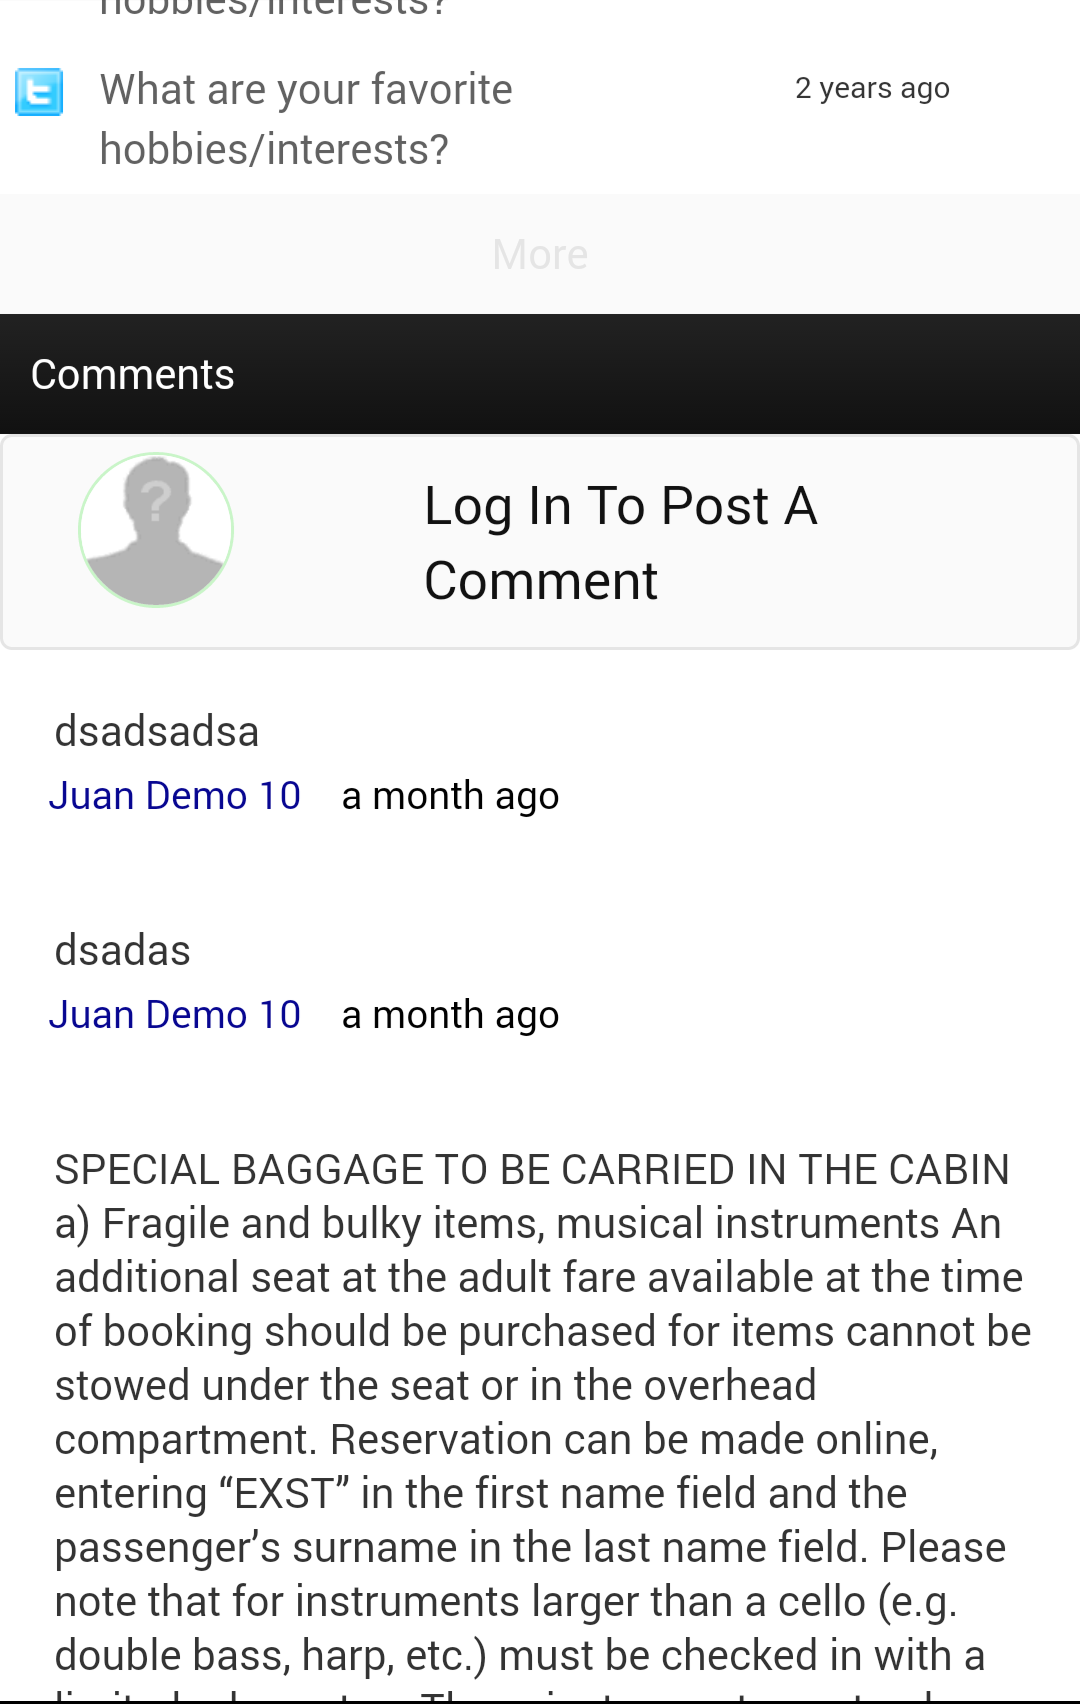 hobbies/interests?
What are your favorite
hobbies/interests?
2 years ago
More
Comments
Log In To Post A
Comment
dsadsadsa
Juan Demo 10 a month ago
dsadas
Juan Demo 10 a month ago
SPECIAL BAGGAGE TO BE CARRIED IN THE CABIN
a) Fragile and bulky items, musical instruments An
additional seat at the adult fare available at the time
of booking should be purchased for items cannot be
stowed under the seat or in the overhead
compartment. Reservation can be made online,
entering “EXST” in the first name field and the
passenger’s surname in the last name field. Please
note that for instruments larger than a cello (e.g.
double bass, harp, etc.) must be checked in with a